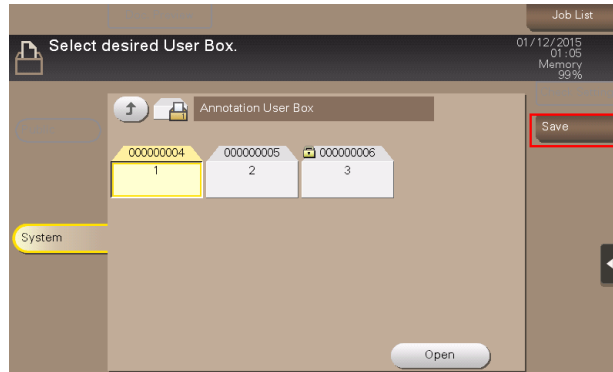 Job List
Select desired User Box.
01/12/2015
01:05
Memory
99%
Annotation User Box
Save
000000004
000000005
000000006
1
2
3
System
Open